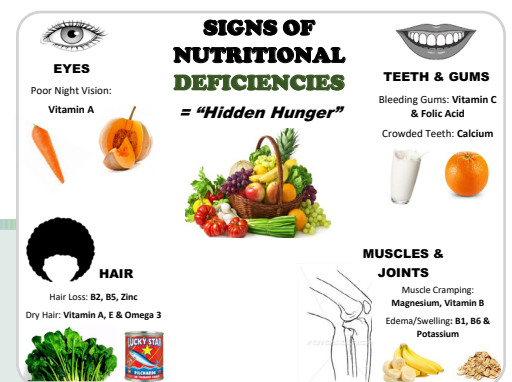 SIGNS OF
NUTRITIONAL
DEFICIENCIES
= “Hidden Hunger”
EYES
Poor Night Vision:
Vitamin A
TEETH & GUMS
Bleeding Gums: Vitamin C
& Folic Acid
Crowded Teeth: Calcium
HAIR
Hair Loss: B2, B5, Zinc
Dry Hair: Vitamin A, E & Omega 3
LUCKY STAR
PILCHARDS
MUSCLES &
JOINTS
Muscle Cramping:
Magnesium, Vitamin B
Edema/Swelling: B1, B6 &
Potassium